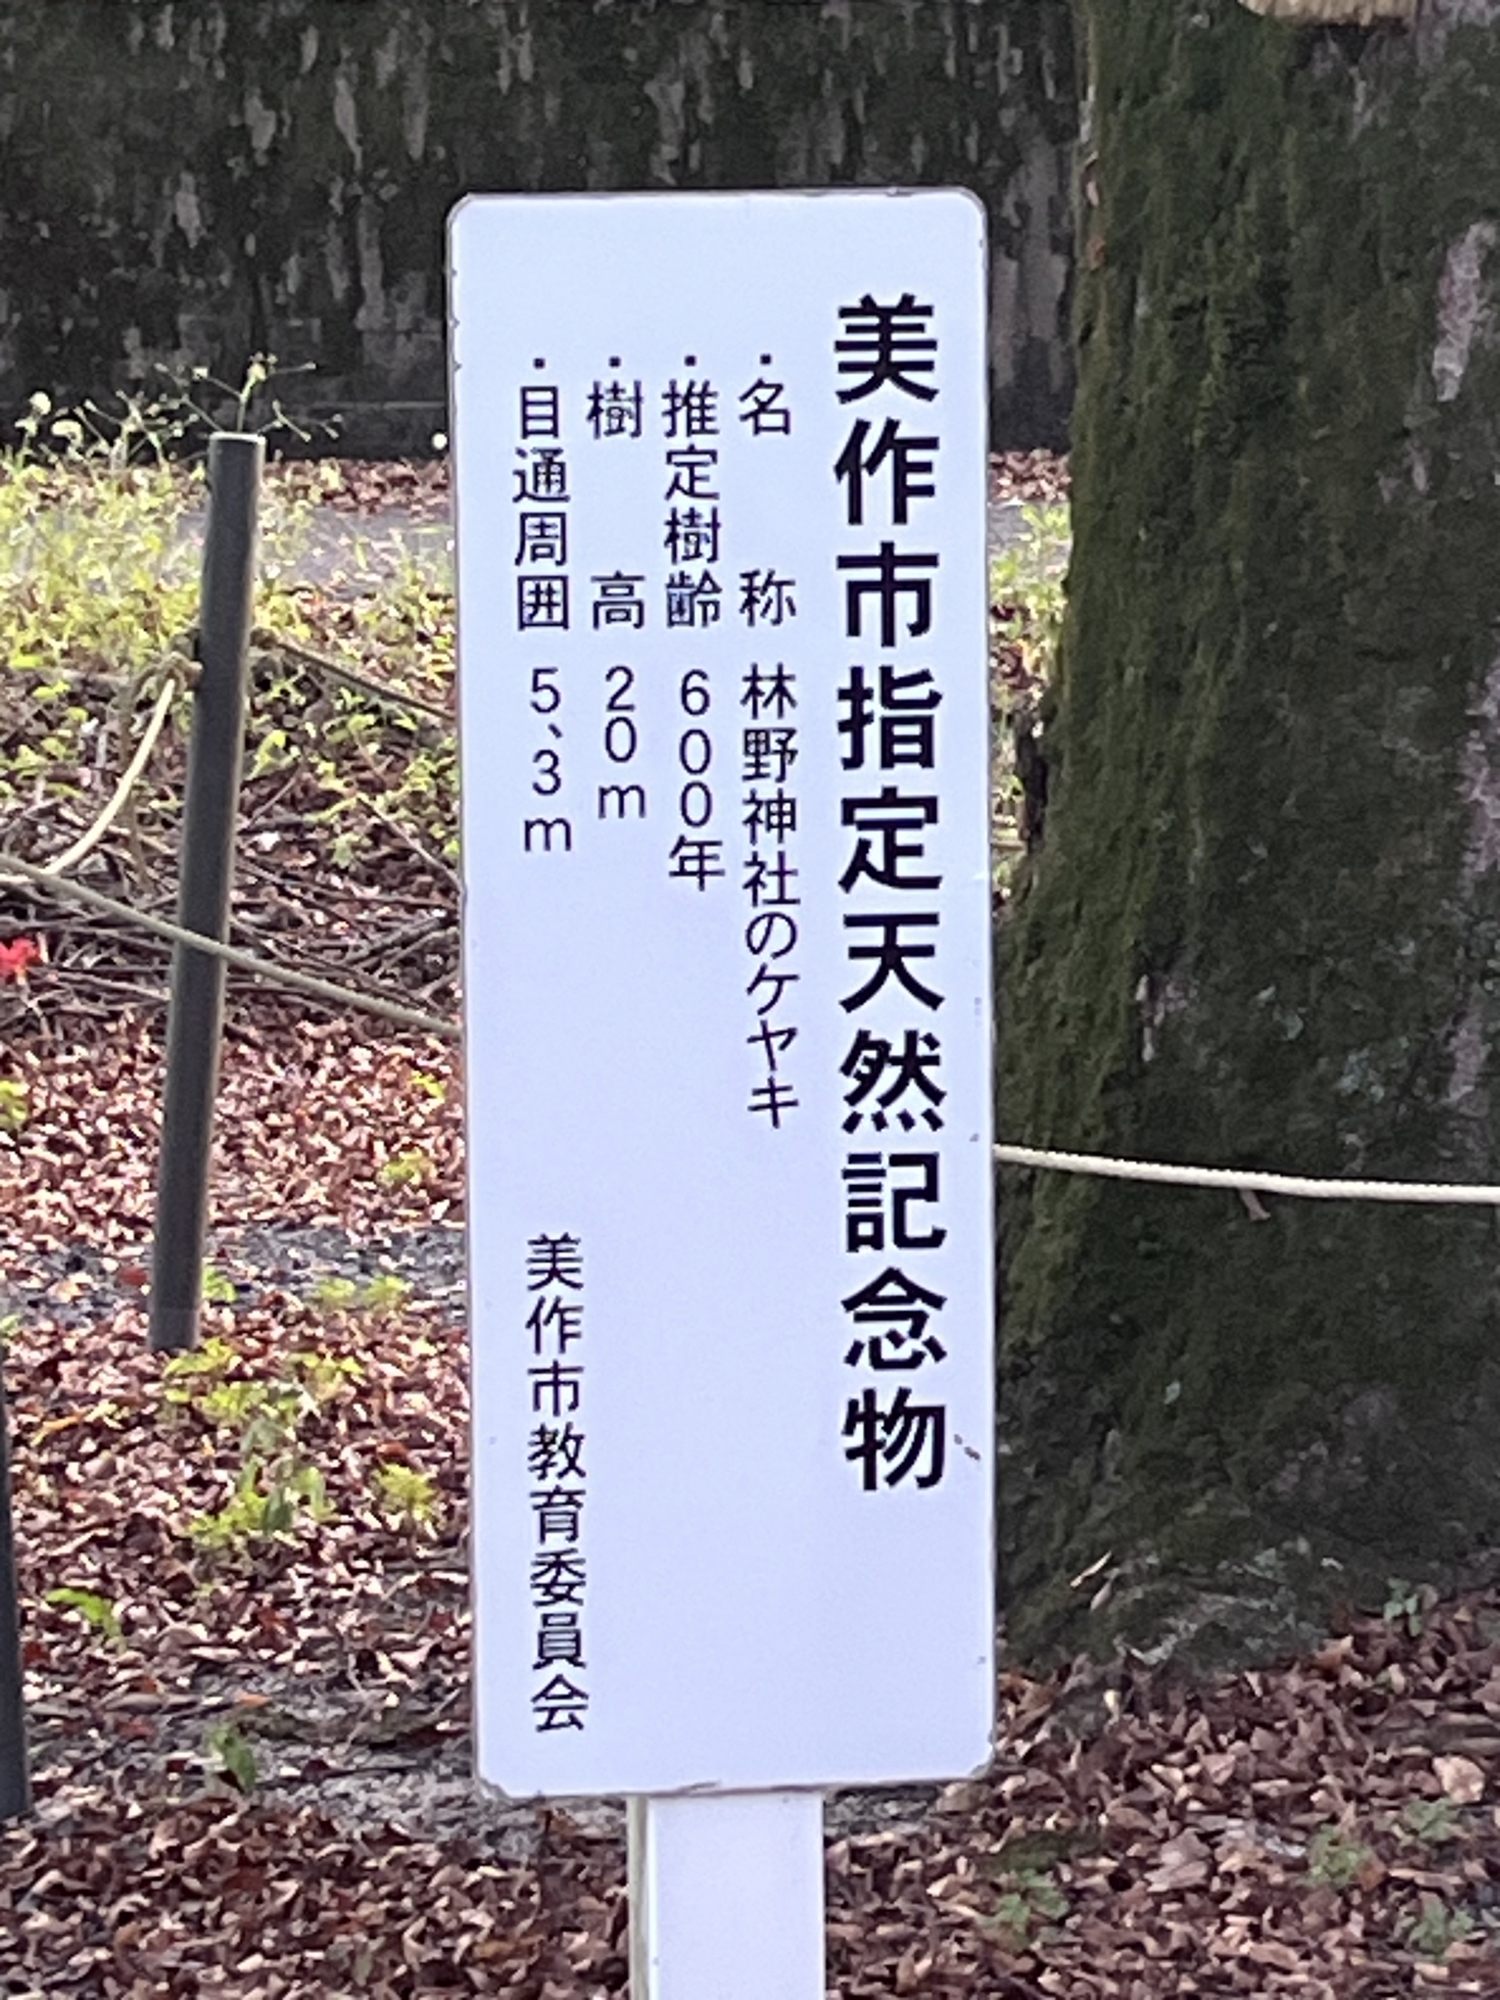 美作市指定天然記念物
・名称 林野神社のケヤキ
・推定樹齢 600年
・樹高 20m
・目通周囲 5、3m
美作市教育委員会